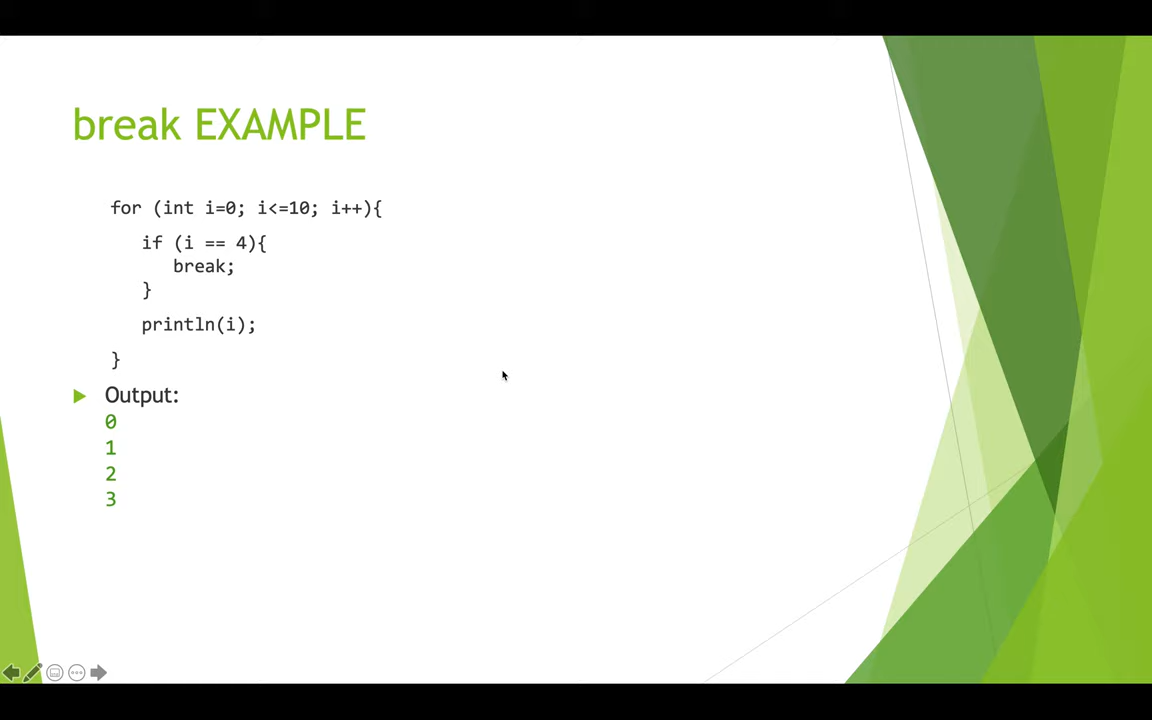 break EXAMPLE
for (int i=0; i<=10; i++){
if (i == 4){
break;
}
println(i);
}
Output:
0
1
2
3